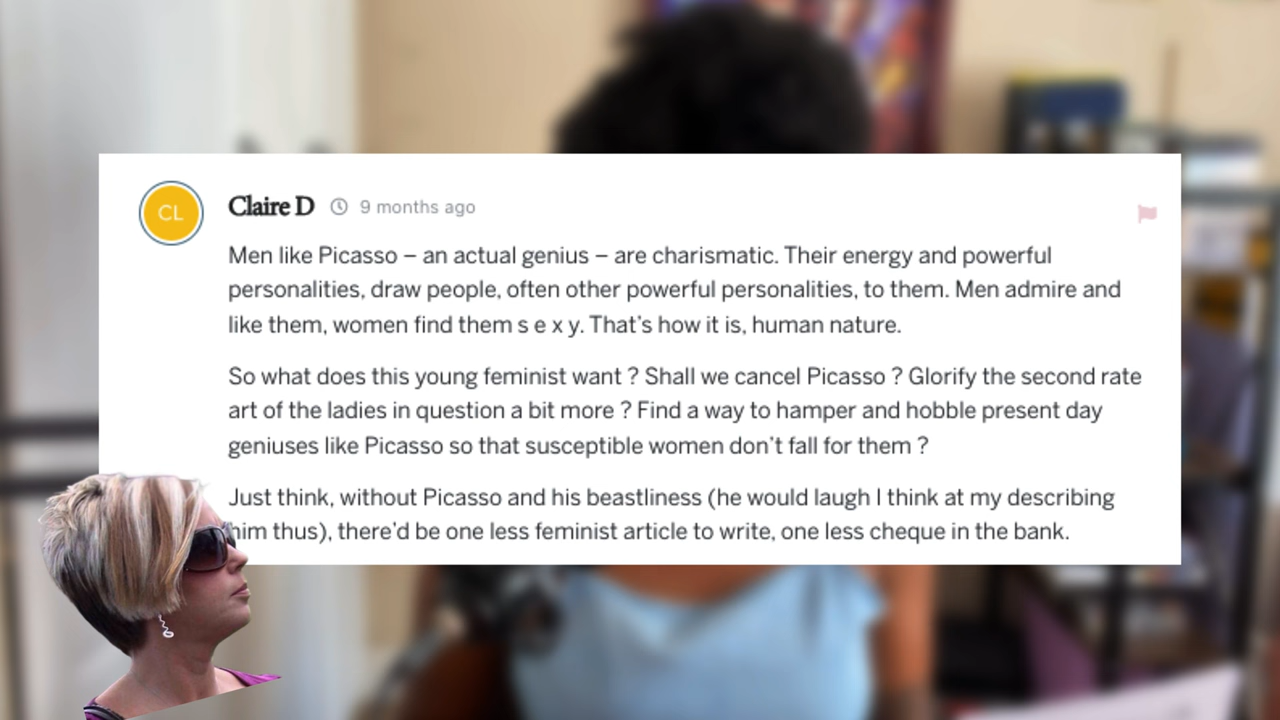 CL
Claire D 9 months ago
Men like Picasso – an actual genius – are charismatic. Their energy and powerful
personalities, draw people, often other powerful personalities, to them. Men admire and
like them, women find them s e x y. That's how it is, human nature.
So what does this young feminist want ? Shall we cancel Picasso ? Glorify the second rate
art of the ladies in question a bit more ? Find a way to hamper and hobble present day
geniuses like Picasso so that susceptible women don't fall for them ?
Just think, without Picasso and his beastliness (he would laugh I think at my describing
him thus), there'd be one less feminist article to write, one less cheque in the bank.